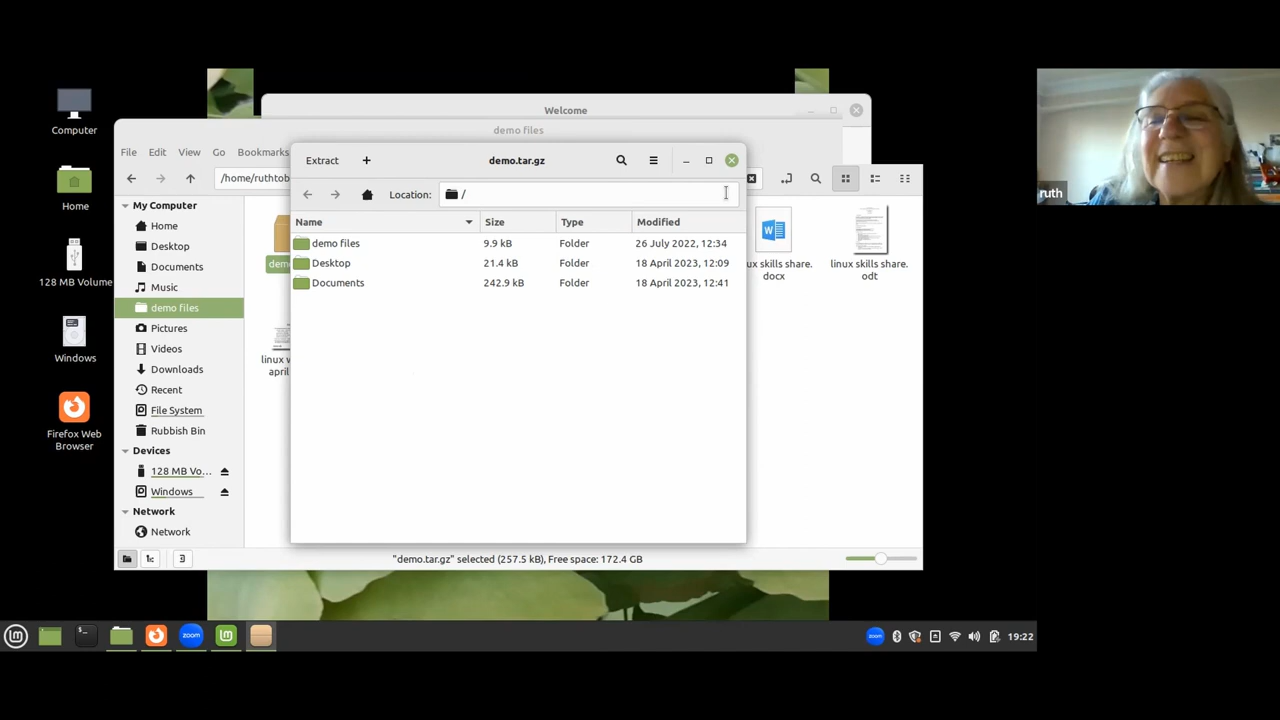 Computer
Home
128 MB Volume
Windows
Firefox Web
Browser
Welcome
demo files
File Edit View Go Bookmarks
/home/ruthtob
My Computer
Home
Desktop
Documents
Music
demo files
Pictures
Videos
Downloads
Recent
File System
Rubbish Bin
Devices
128 MB Vo...
Windows
Network
Network
Extract + demo.tar.gz
Location: /
Name Size Type Modified
demo files 9.9 kB Folder 26 July 2022, 12:34
Desktop 21.4 kB Folder 18 April 2023, 12:09
Documents 242.9 kB Folder 18 April 2023, 12:41
demo
linux w
april
ux skills share.
docx
linux skills share.
odt
"demo.tar.gz" selected (257.5 kB), Free space: 172.4 GB
zoom
zoom
19:22
ruth